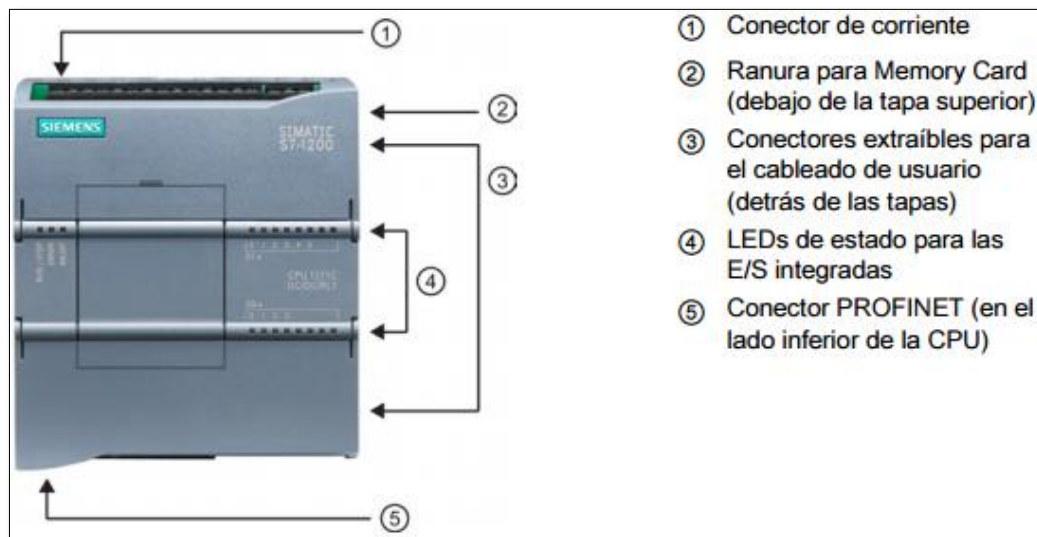 ① Conector de corriente
② Ranura para Memory Card
(debajo de la tapa superior)
③ Conectores extraíbles para
el cableado de usuario
(detrás de las tapas)
④ LEDs de estado para las
E/S integradas
⑤ Conector PROFINET (en el
lado inferior de la CPU)
①
②
③
④
⑤
SIEMENS
SIMATIC
S7-1200